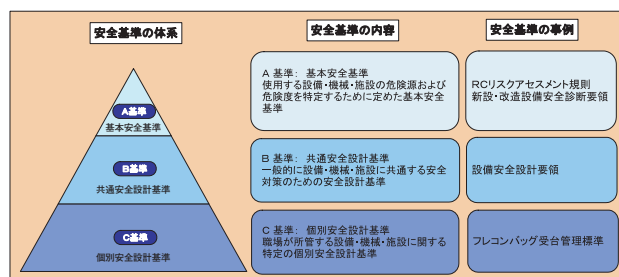 安全基準の体系
安全基準の内容
安全基準の事例
A基準
基本安全基準
A 基準: 基本安全基準
使用する設備・機械・施設の危険源および
危険度を特定するために定めた基本安全
基準
RCリスクアセスメント規則
新設・改造設備安全診断要領
B基準
共通安全設計基準
B 基準: 共通安全設計基準
一般的に設備・機械・施設に共通する安全
対策のための安全設計基準
設備安全設計要領
C基準
個別安全設計基準
C 基準: 個別安全設計基準
職場が所管する設備・機械・施設に関する
特定の個別安全設計基準
フレコンバッグ受台管理標準